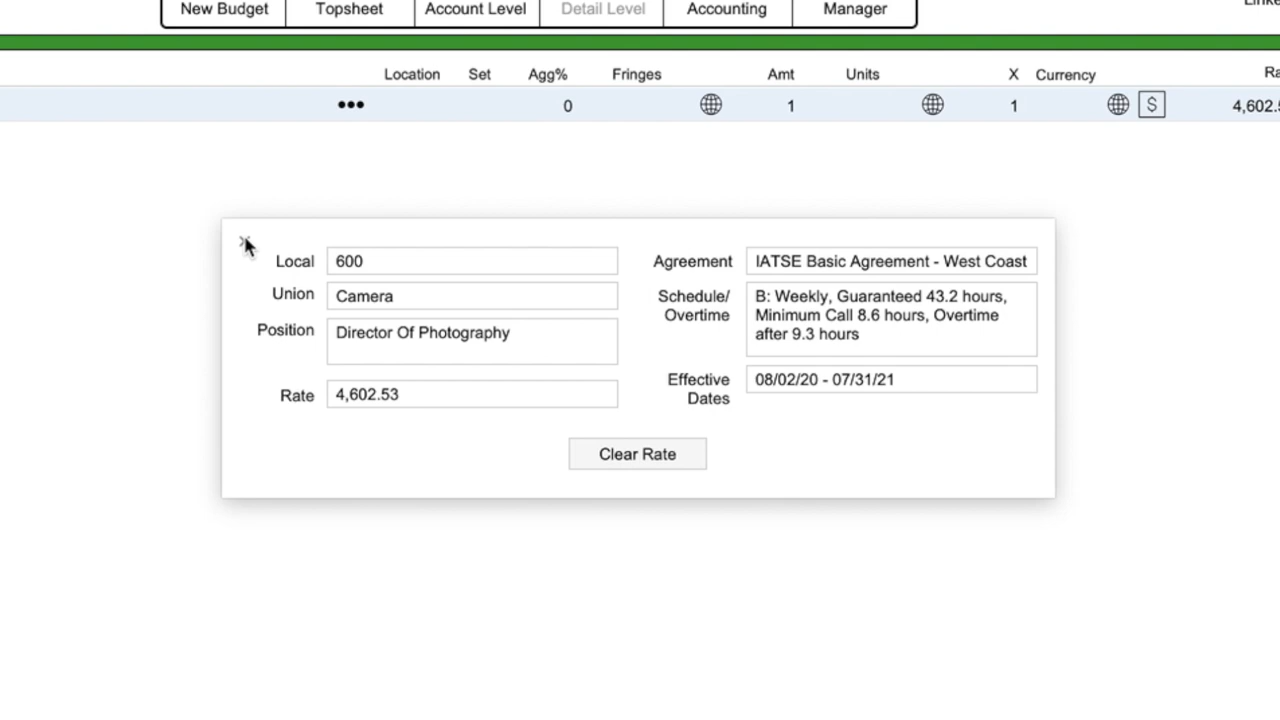 New Budget Topsheet Account Level Detail Level Accounting Manager
Location Set Agg% Fringes Amt Units X Currency
••• 0 1 1 $
Local 600 Agreement IATSE Basic Agreement - West Coast
Union Camera Schedule/ B: Weekly, Guaranteed 43.2 hours,
Overtime Minimum Call 8.6 hours, Overtime
Position Director Of Photography after 9.3 hours
Effective 08/02/20 - 07/31/21
Dates
Rate 4,602.53
Clear Rate